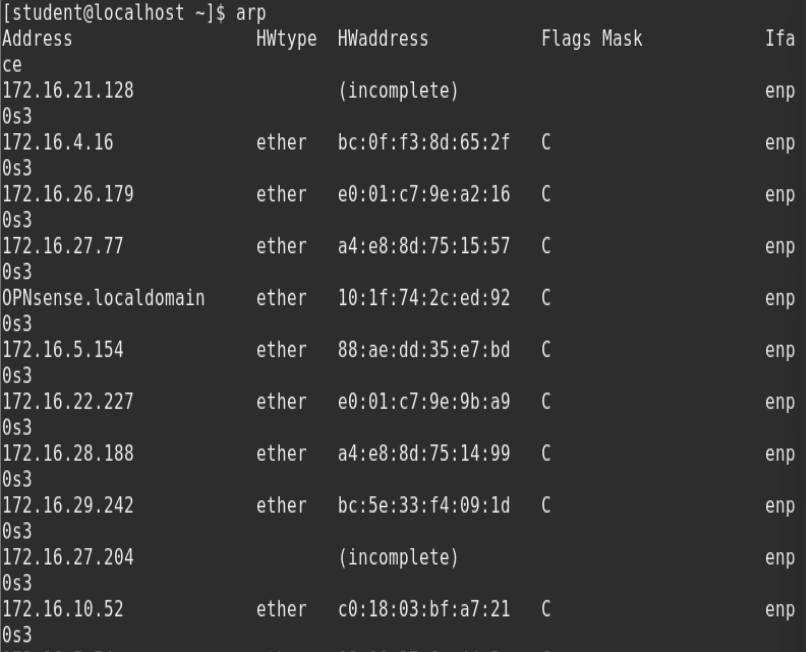 [student@localhost ~]$ arp
Address                  HWtype  HWaddress           Flags Mask            Ifa
ce
172.16.21.128                    (incomplete)                              enp
0s3
172.16.4.16              ether   bc:0f:f3:8d:65:2f   C                     enp
0s3
172.16.26.179            ether   e0:01:c7:9e:a2:16   C                     enp
0s3
172.16.27.77             ether   a4:e8:8d:75:15:57   C                     enp
0s3
OPNsense.localdomain     ether   10:1f:74:2c:ed:92   C                     enp
0s3
172.16.5.154             ether   88:ae:dd:35:e7:bd   C                     enp
0s3
172.16.22.227            ether   e0:01:c7:9e:9b:a9   C                     enp
0s3
172.16.28.188            ether   a4:e8:8d:75:14:99   C                     enp
0s3
172.16.29.242            ether   bc:5e:33:f4:09:1d   C                     enp
0s3
172.16.27.204                    (incomplete)                              enp
0s3
172.16.10.52             ether   c0:18:03:bf:a7:21   C                     enp
0s3